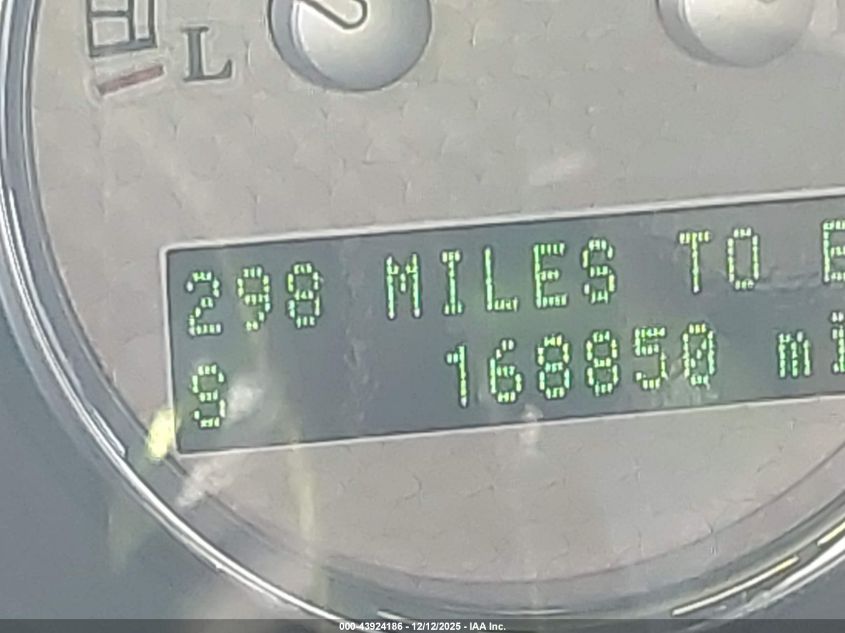 L
298 MILES TO E
S 168850 mi
000-43924186 - 12/12/2025 - IAA Inc.